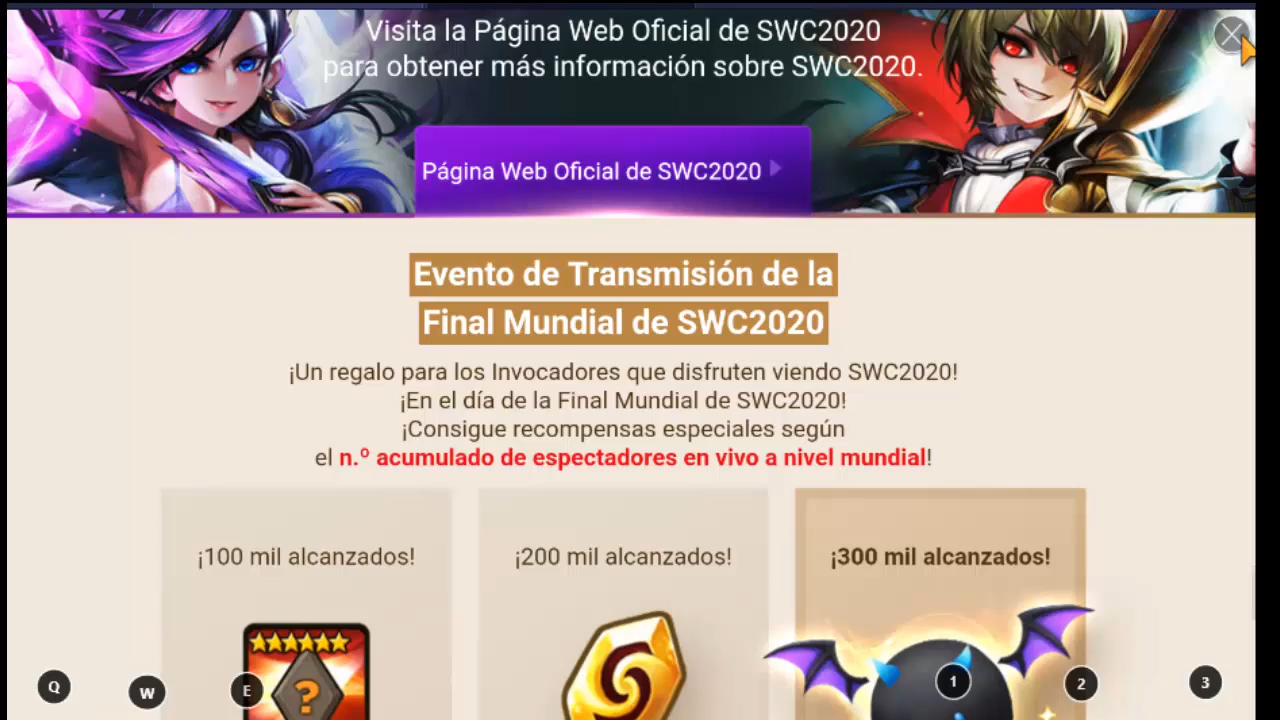 Visita la Página Web Oficial de SWC2020
para obtener más información sobre SWC2020.
Página Web Oficial de SWC2020
Evento de Transmisión de la
Final Mundial de SWC2020
¡Un regalo para los Invocadores que disfruten viendo SWC2020!
¡En el día de la Final Mundial de SWC2020!
¡Consigue recompensas especiales según
el n.º acumulado de espectadores en vivo a nivel mundial!
¡100 mil alcanzados!
¡200 mil alcanzados!
¡300 mil alcanzados!
?
Q
W
E
1
2
3